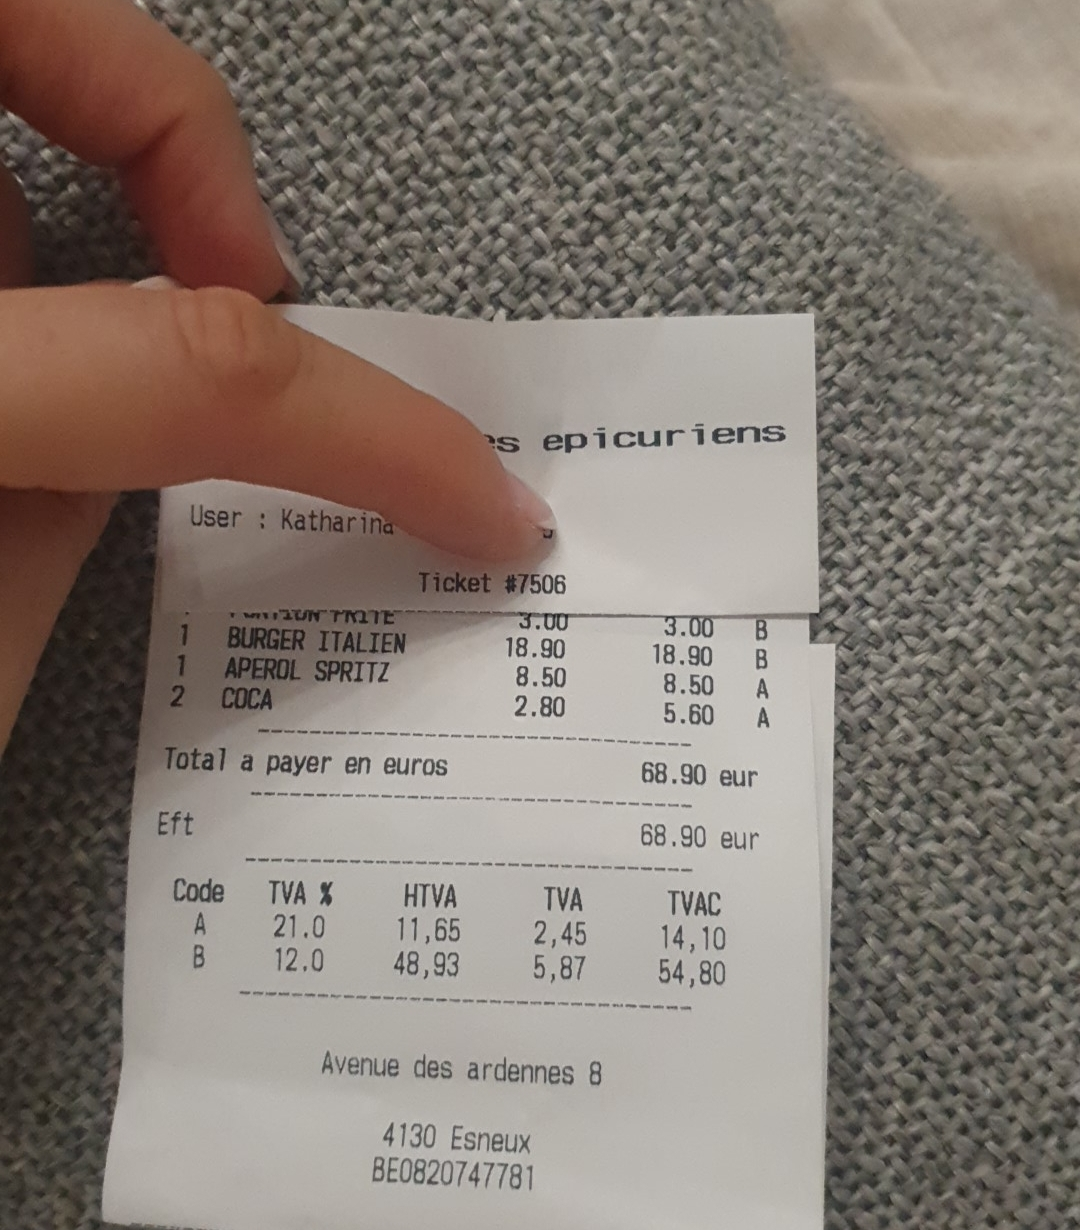 epicuriens
User : Katharina
Ticket #7506
3.00 3.00 B
1 BURGER ITALIEN 18.90 18.90 B
1 APEROL SPRITZ 8.50 8.50 A
2 COCA 2.80 5.60 A
Total a payer en euros 68.90 eur
Eft 68.90 eur
Code TVA % HTVA TVA TVAC
A 21.0 11,65 2,45 14,10
B 12.0 48,93 5,87 54,80
Avenue des ardennes 8
4130 Esneux
BE0820747781